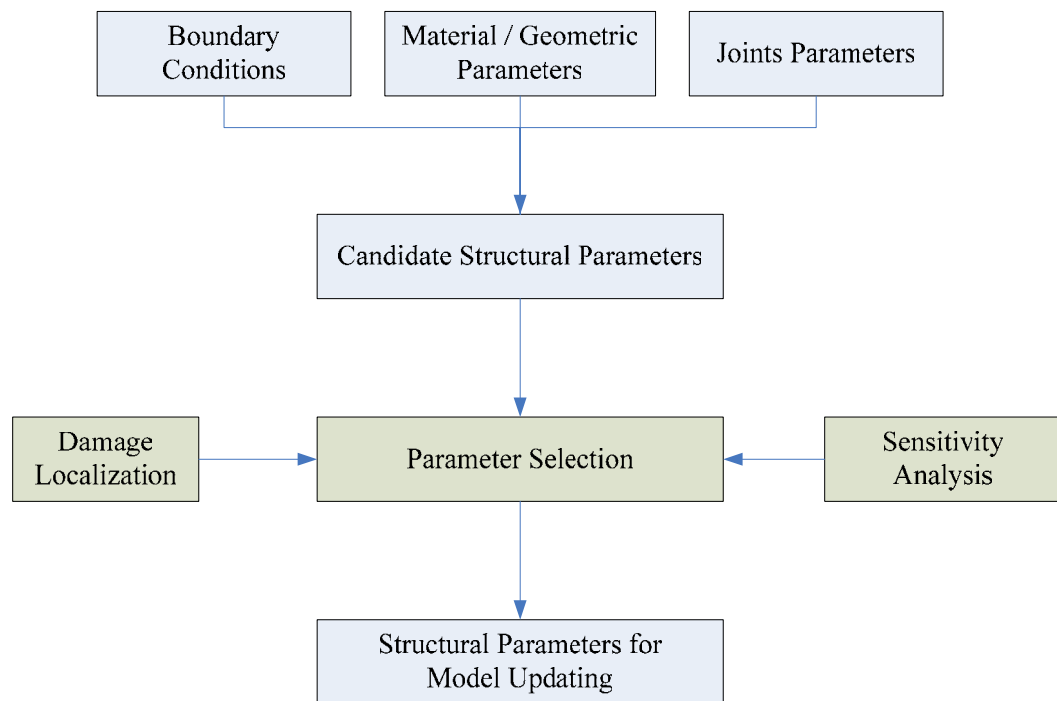 Boundary
Conditions
Material / Geometric
Parameters
Joints Parameters
Candidate Structural Parameters
Damage
Localization
Parameter Selection
Sensitivity
Analysis
Structural Parameters for
Model Updating